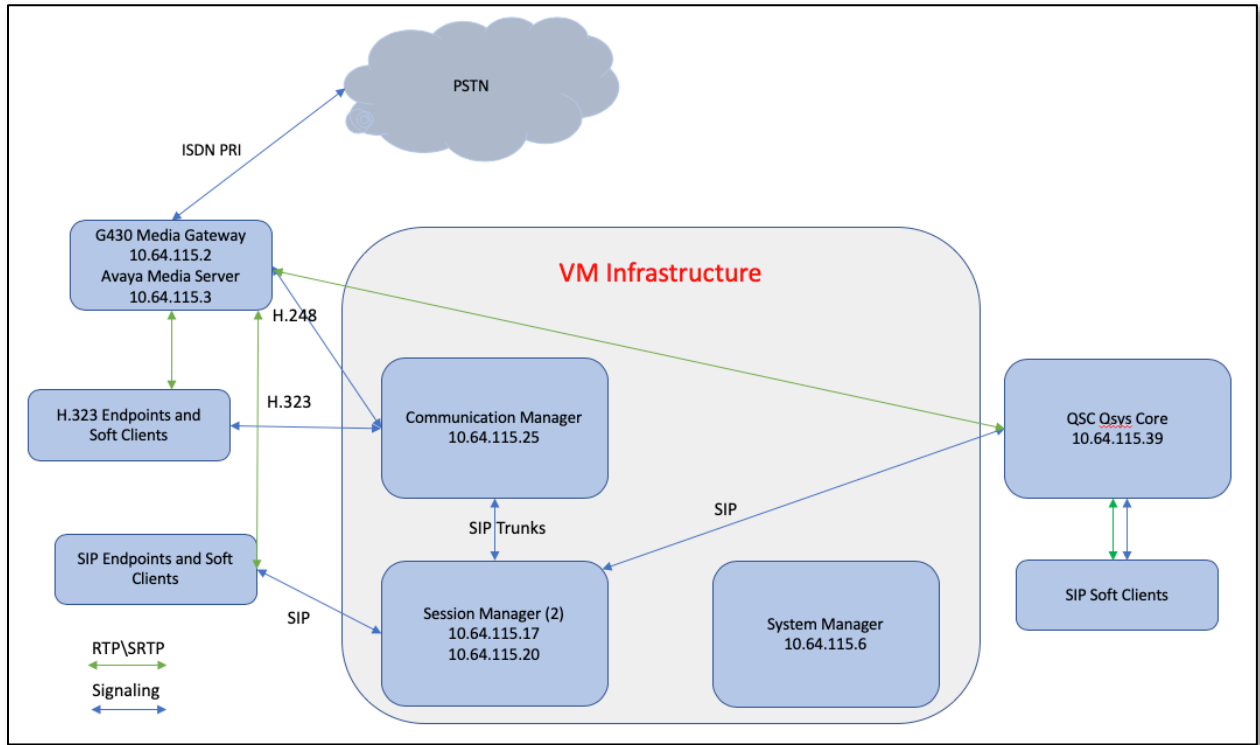 PSTN
ISDN PRI
G430 Media Gateway
10.64.115.2
Avaya Media Server
10.64.115.3
VM Infrastructure
H.248
H.323 Endpoints and
Soft Clients
H.323
Communication Manager
10.64.115.25
QSC Qsys Core
10.64.115.39
SIP
SIP Trunks
SIP Endpoints and Soft
Clients
SIP
Session Manager (2)
10.64.115.17
10.64.115.20
System Manager
10.64.115.6
SIP Soft Clients
RTP\SRTP
Signaling